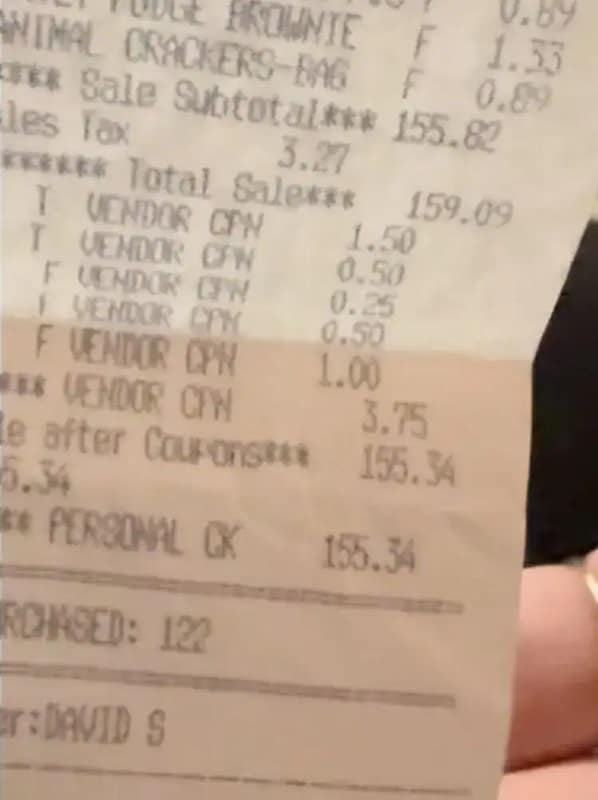 FUDGE BROWNIE F 0.89
ANIMAL CRACKERS-BAG F 1.33
**** Sale Subtotal*** 0.89
les Tax 155.82
3.27
****** Total Sale*** 159.09
T VENDOR CPN 1.50
T VENDOR CPN 0.50
F VENDOR CPN 0.25
VENDOR CPN 0.50
F VENDOR CPN 1.00
*** VENDOR CPN 3.75
le after Coupons*** 155.34
5.34
** PERSONAL CK 155.34
RCHASED: 122
er:DAVID S